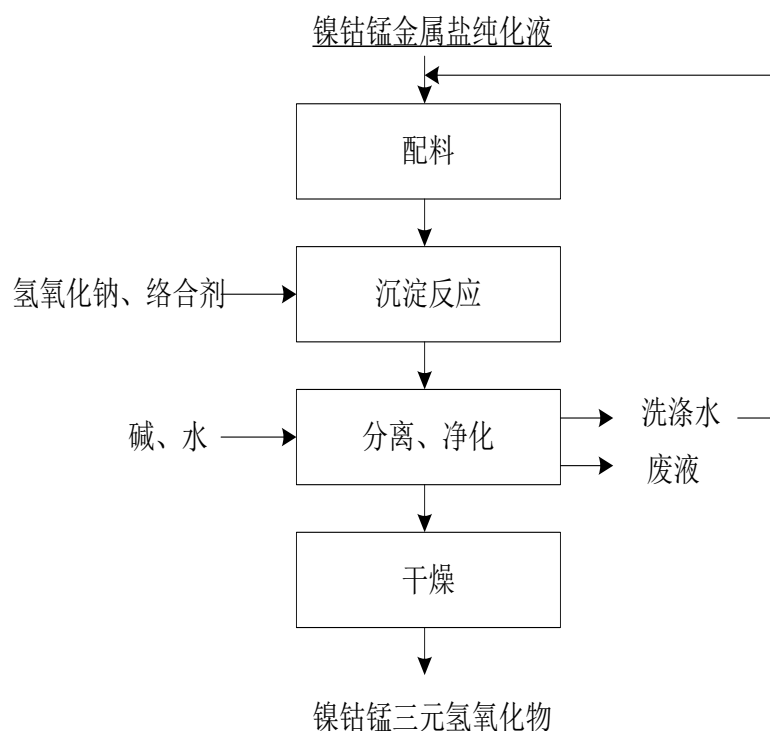 镍钴锰金属盐纯化液
配料
氢氧化钠、络合剂
沉淀反应
碱、水
分离、净化
洗涤水
废液
干燥
镍钴锰三元氢氧化物